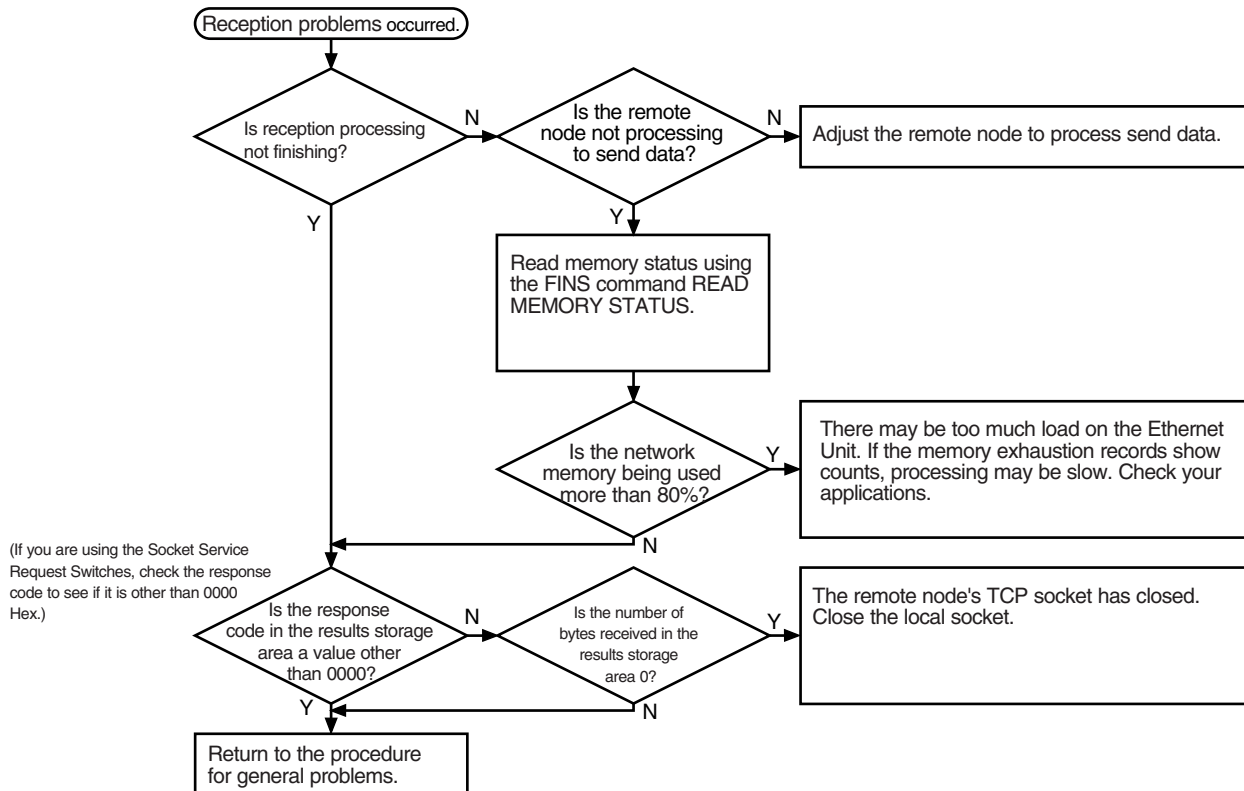 Reception problems occurred.
Is reception processing
not finishing?
N
Y
Is the remote
node not processing
to send data?
N
Y
Adjust the remote node to process send data.
Read memory status using
the FINS command READ
MEMORY STATUS.
Is the network
memory being used
more than 80%?
Y
N
There may be too much load on the Ethernet
Unit. If the memory exhaustion records show
counts, processing may be slow. Check your
applications.
(If you are using the Socket Service
Request Switches, check the response
code to see if it is other than 0000
Hex.)
Is the response
code in the results storage
area a value other
than 0000?
N
Y
Is the number of
bytes received in the
results storage
area 0?
Y
N
The remote node's TCP socket has closed.
Close the local socket.
Return to the procedure
for general problems.